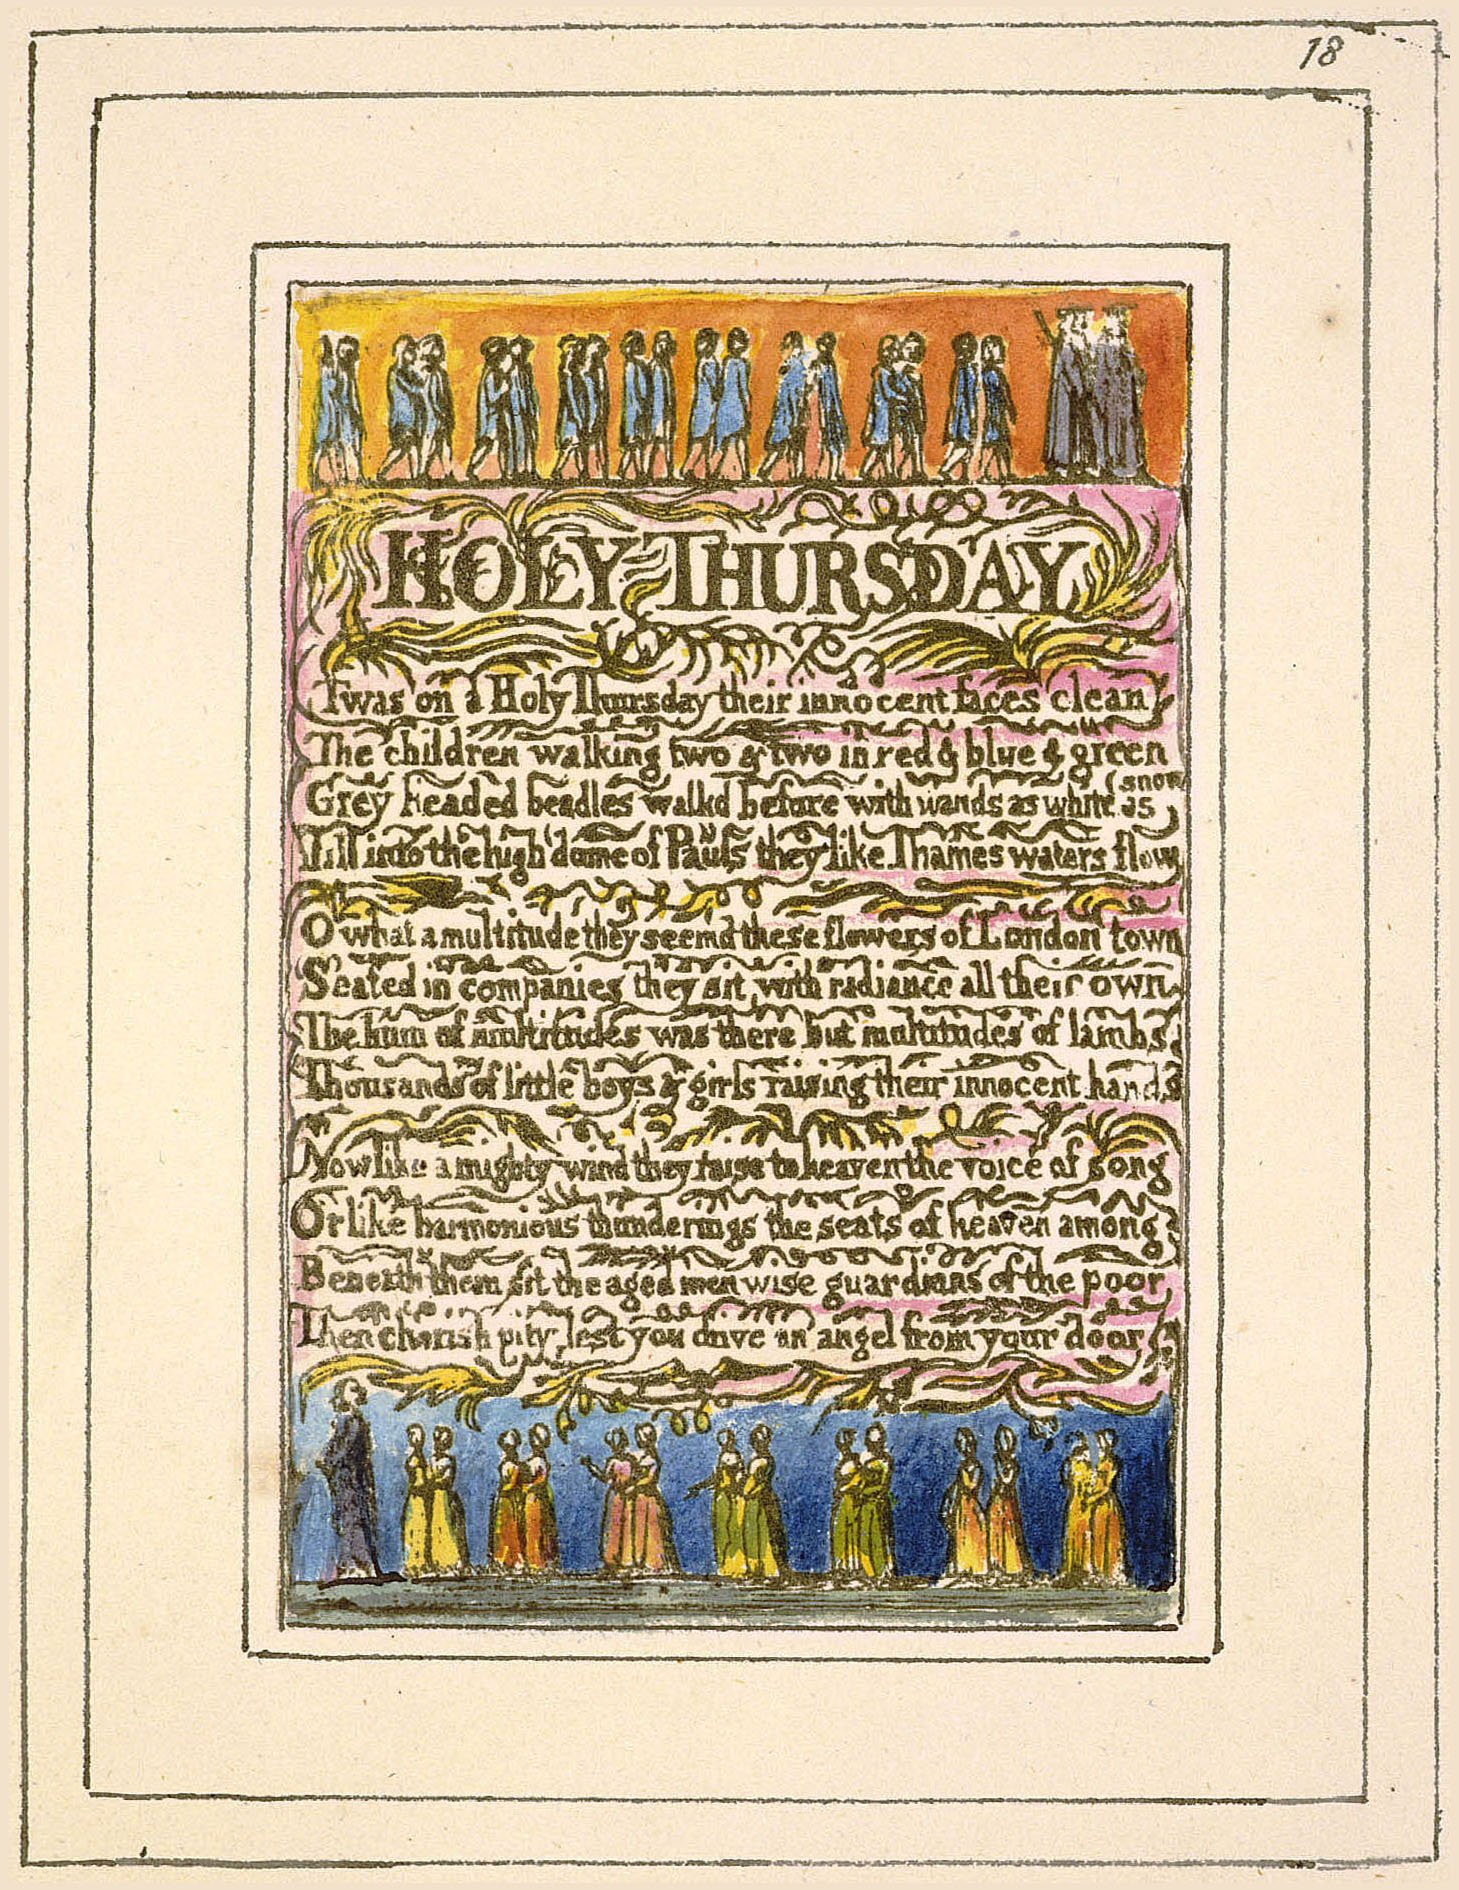 18
HOLY THURSDAY
Twas on a Holy Thursday their innocent faces clean
The children walking two & two in red & blue & green
Grey headed beadles walkd before with wands as white as
(snow
Till into the high dome of Pauls they like Thames waters flow
O what a multitude they seemd these flowers of London town
Seated in companies they sit with radiance all their own
The hum of multitudes was there but multitudes of lambs
Thousands of little boys & girls raising their innocent hands
Now like a mighty wind they raise to heaven the voice of song
Or like harmonious thunderings the seats of heaven among
Beneath them sit the aged men wise guardians of the poor
Then cherish pity, lest you drive an angel from your door